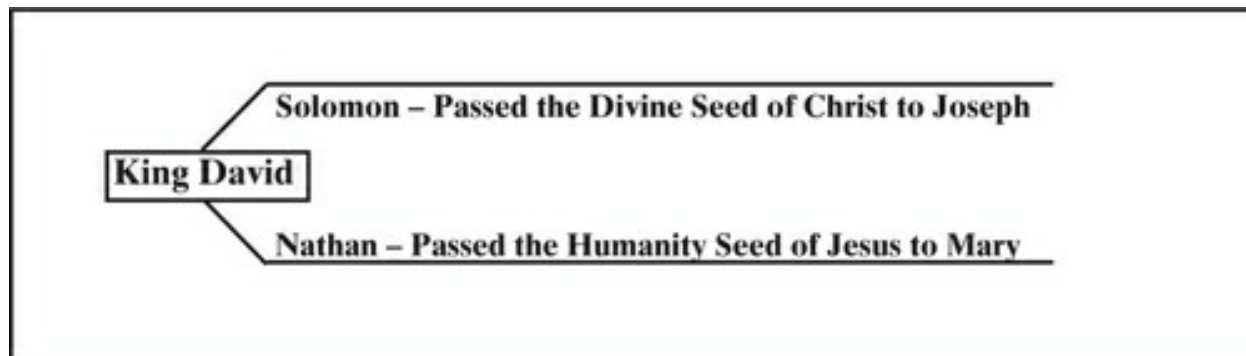 Solomon – Passed the Divine Seed of Christ to Joseph
King David
Nathan – Passed the Humanity Seed of Jesus to Mary